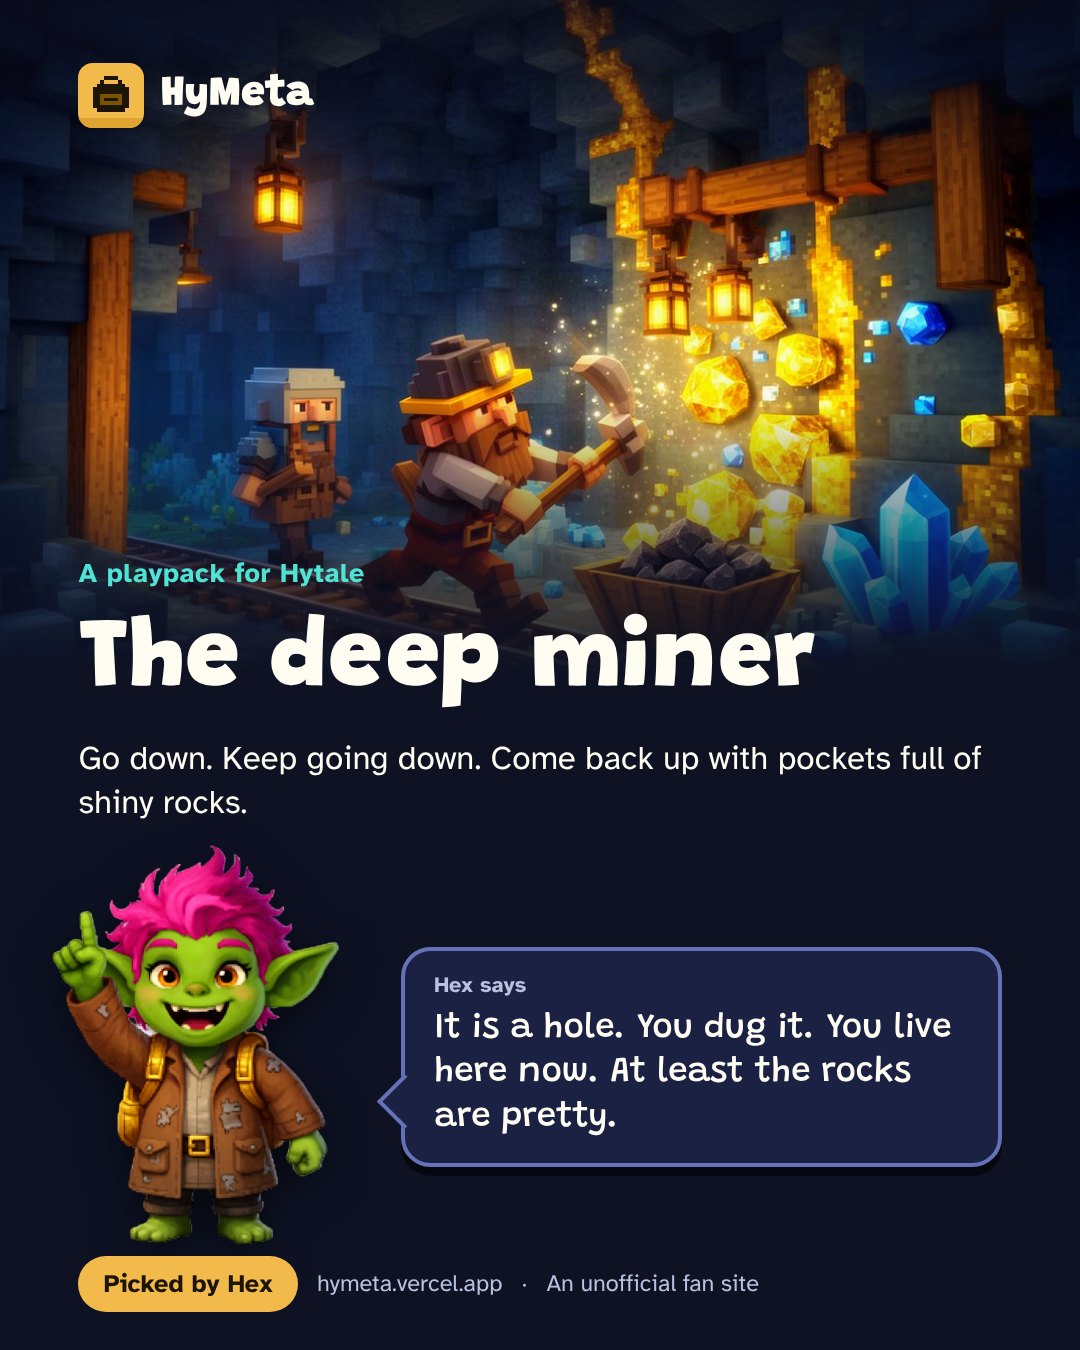 HyMeta
A playpack for Hytale
The deep miner
Go down. Keep going down. Come back up with pockets full of
shiny rocks.
Hex says
It is a hole. You dug it. You live
here now. At least the rocks
are pretty.
Picked by Hex
hymeta.vercel.app · An unofficial fan site